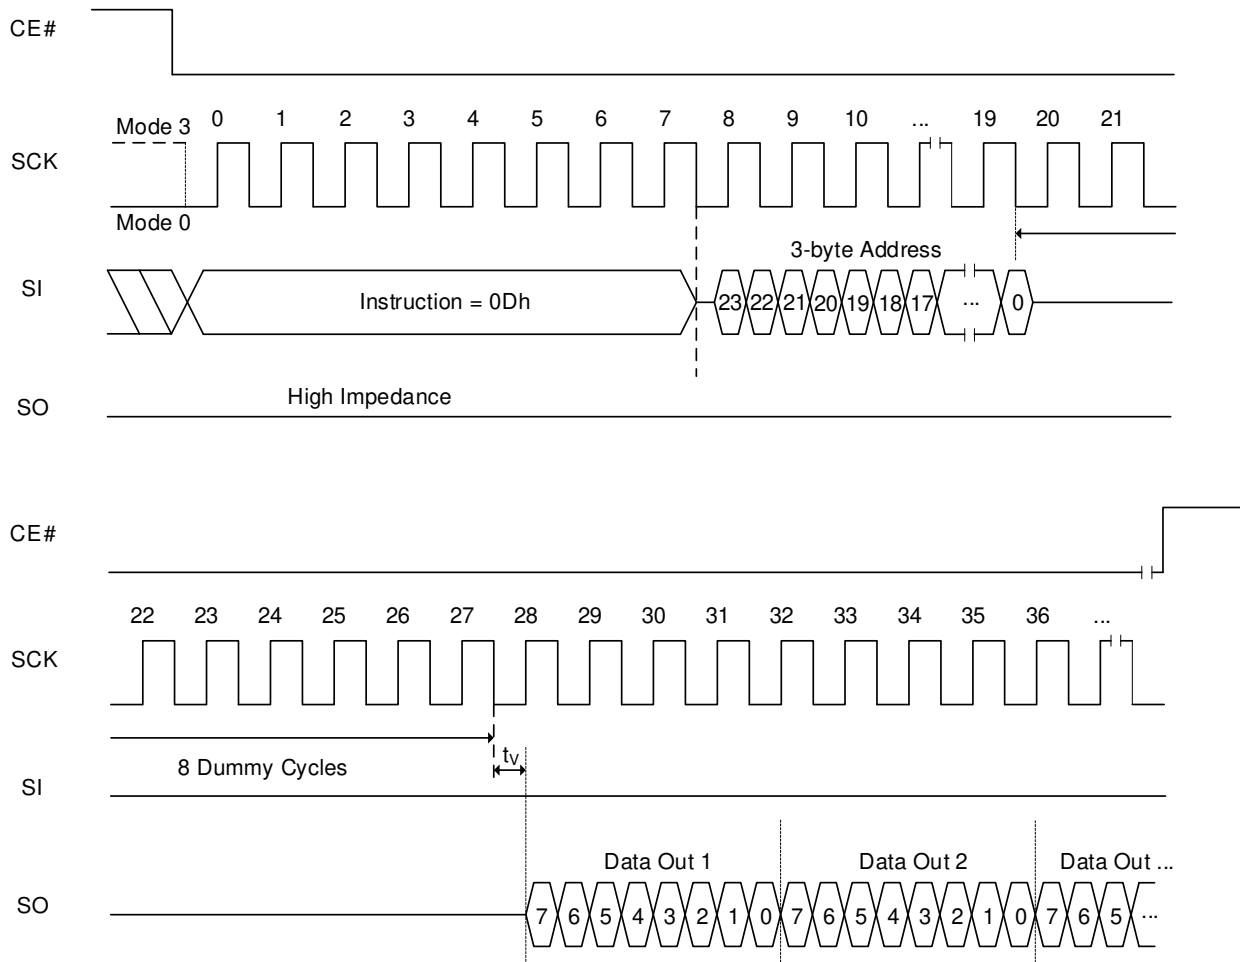 CE#
Mode 3
0 1 2 3 4 5 6 7 8 9 10 ... 19 20 21
SCK
Mode 0
3-byte Address
SI
Instruction = 0Dh
23 22 21 20 19 18 17 ... 0
High Impedance
SO
CE#
22 23 24 25 26 27 28 29 30 31 32 33 34 35 36 ...
SCK
8 Dummy Cycles
tV
SI
Data Out 1 Data Out 2 Data Out ...
SO
7 6 5 4 3 2 1 0 7 6 5 4 3 2 1 0 7 6 5 ...